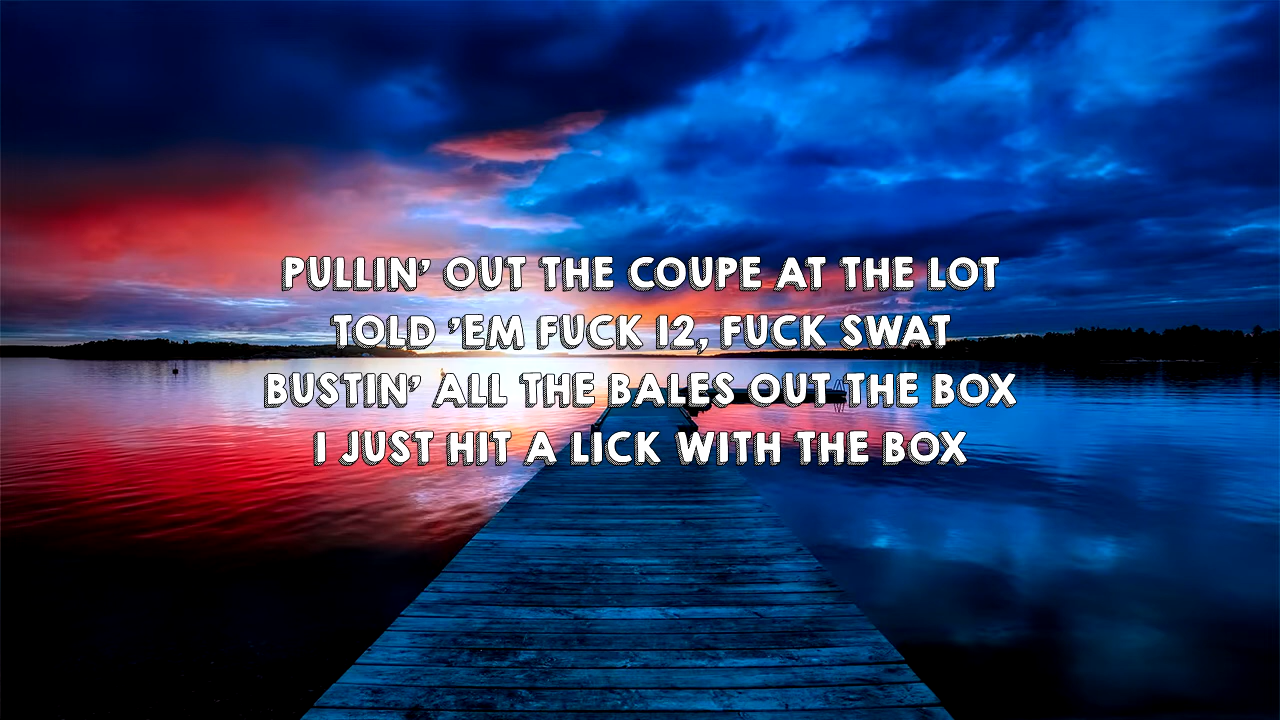 PULLIN' OUT THE COUPE AT THE LOT
TOLD 'EM FUCK 12, FUCK SWAT
BUSTIN' ALL THE BALES OUT THE BOX
I JUST HIT A LICK WITH THE BOX